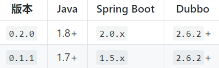 版本 Java Spring Boot Dubbo
0.2.0 1.8+ 2.0.x 2.6.2 +
0.1.1 1.7+ 1.5.x 2.6.2 +